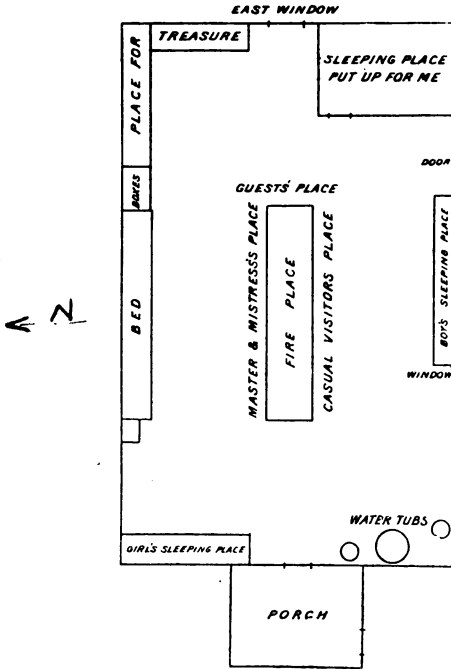 EAST WINDOW
TREASURE
PLACE FOR
SLEEPING PLACE
PUT UP FOR ME
DOOR
BOXES
GUESTS' PLACE
MASTER & MISTRESS'S PLACE
FIRE PLACE
CASUAL VISITORS PLACE
BOY'S SLEEPING PLACE
BED
N
WINDOW
WATER TUBS
GIRL'S SLEEPING PLACE
PORCH